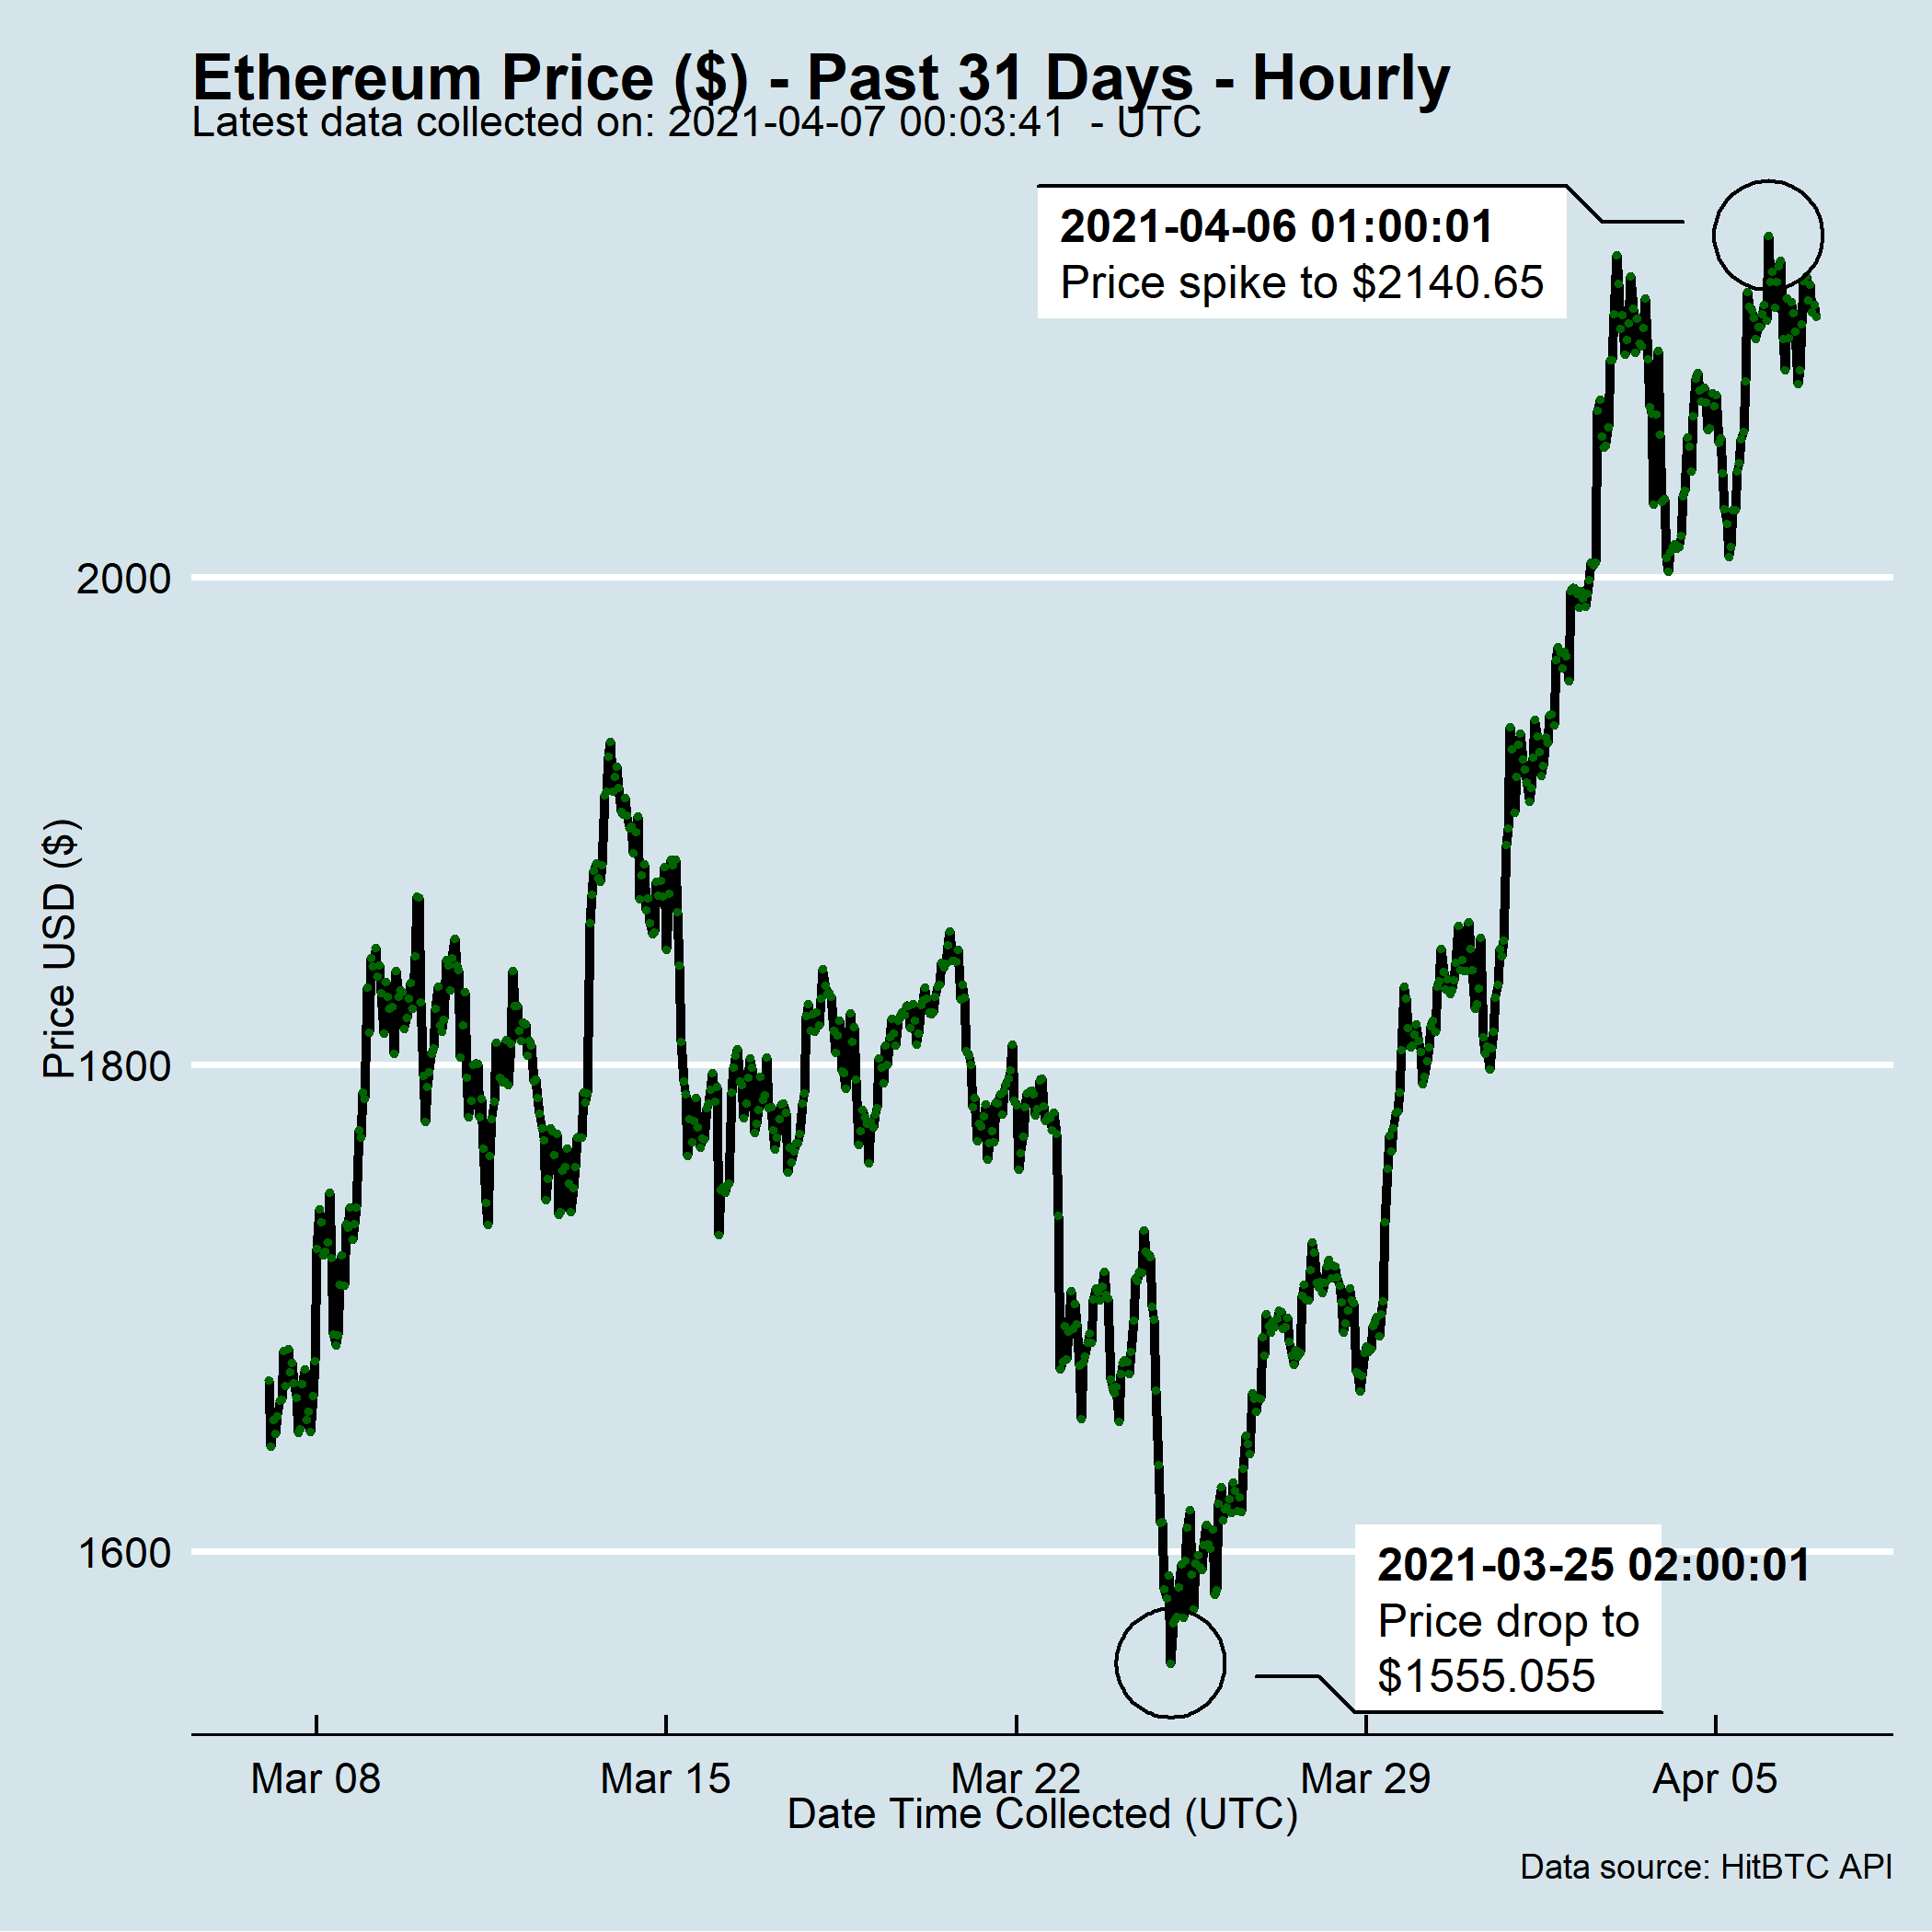 Ethereum Price ($) - Past 31 Days - Hourly
Latest data collected on: 2021-04-07 00:03:41  - UTC
2021-04-06 01:00:01
Price spike to $2140.65
2000
1800
1600
Price USD ($)
2021-03-25 02:00:01
Price drop to
$1555.055
Mar 08
Mar 15
Mar 22
Mar 29
Apr 05
Date Time Collected (UTC)
Data source: HitBTC API